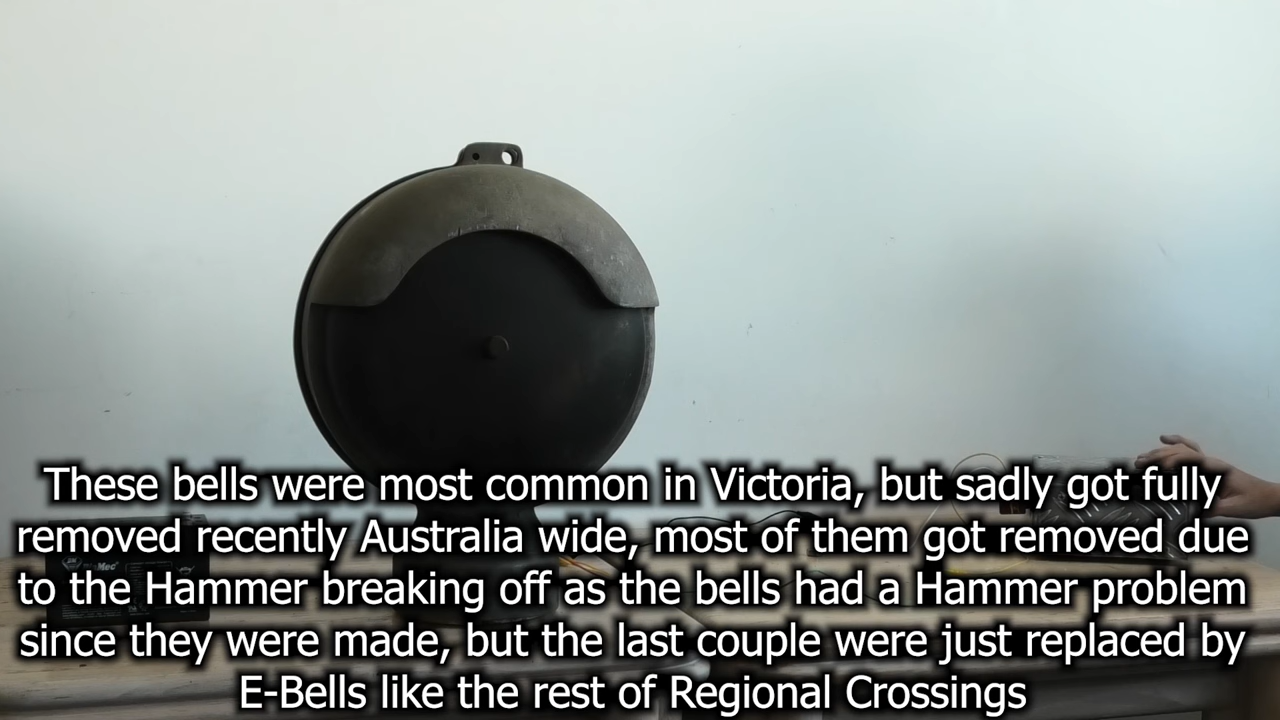 These bells were most common in Victoria, but sadly got fully
removed recently Australia wide, most of them got removed due
to the Hammer breaking off as the bells had a Hammer problem
since they were made, but the last couple were just replaced by
E-Bells like the rest of Regional Crossings